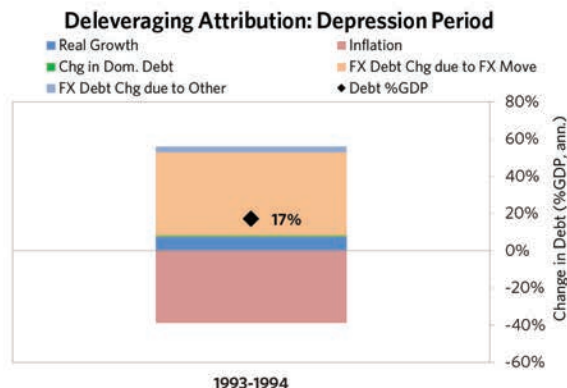 Deleveraging Attribution: Depression Period
Real Growth Inflation
Chg in Dom. Debt FX Debt Chg due to FX Move
FX Debt Chg due to Other Debt %GDP
80%
60%
40%
20%
0%
-20%
-40%
-60%
Change in Debt (%GDP, ann.)
17%
1993-1994